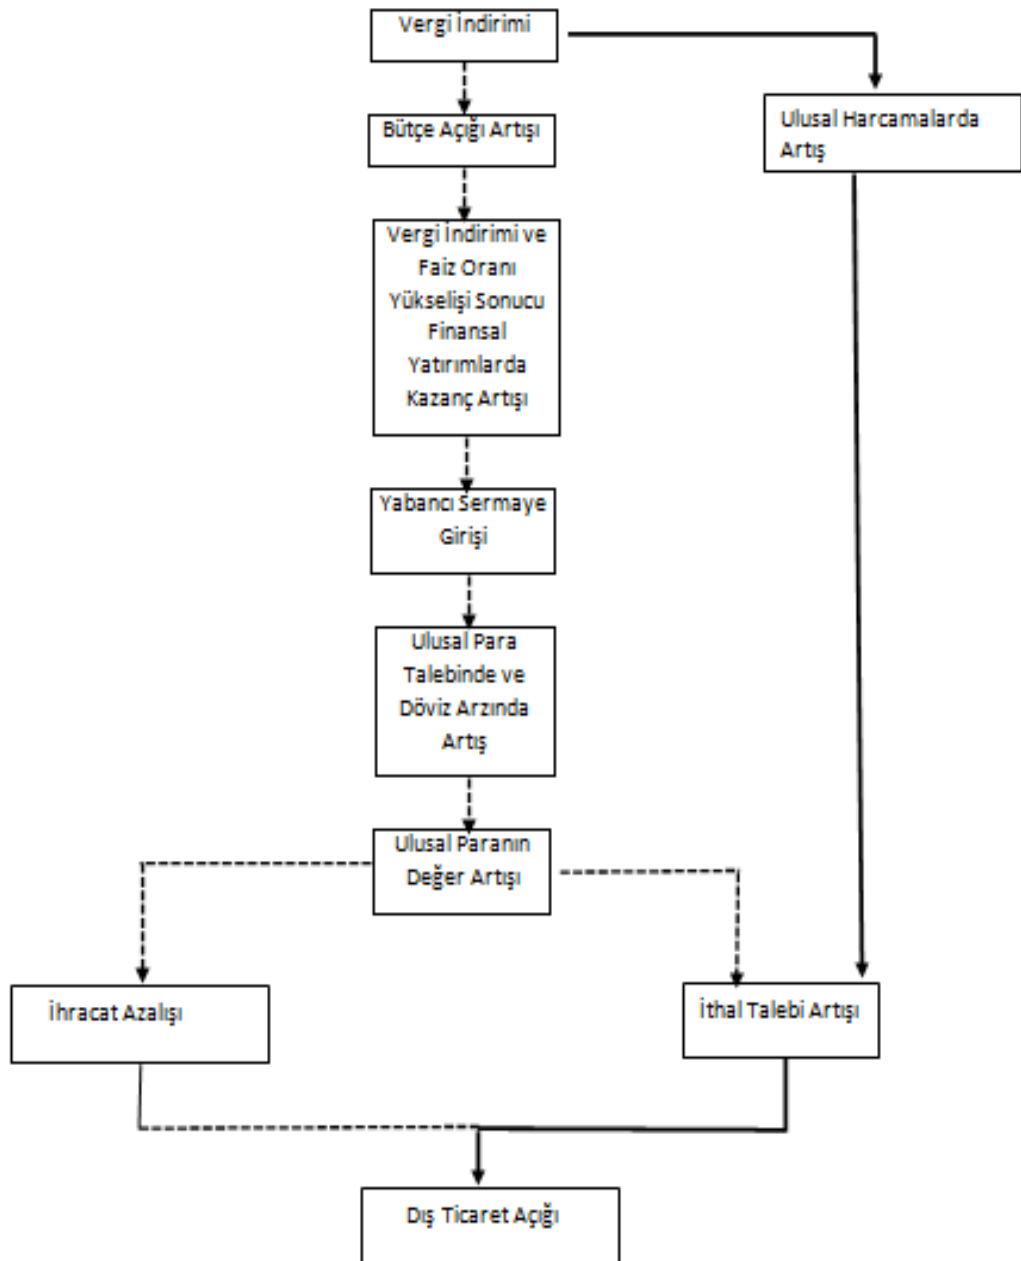 Vergi İndirimi
Bütçe Açığı Artışı
Ulusal Harcamalarda
Artış
Vergi İndirimi ve
Faiz Oranı
Yükselişi Sonucu
Finansal
Yatırımlarda
Kazanç Artışı
Yabancı Sermaye
Girişi
Ulusal Para
Talebinde ve
Döviz Arzında
Artış
Ulusal Paranın
Değer Artışı
İhracat Azalışı
İthal Talebi Artışı
Dış Ticaret Açığı